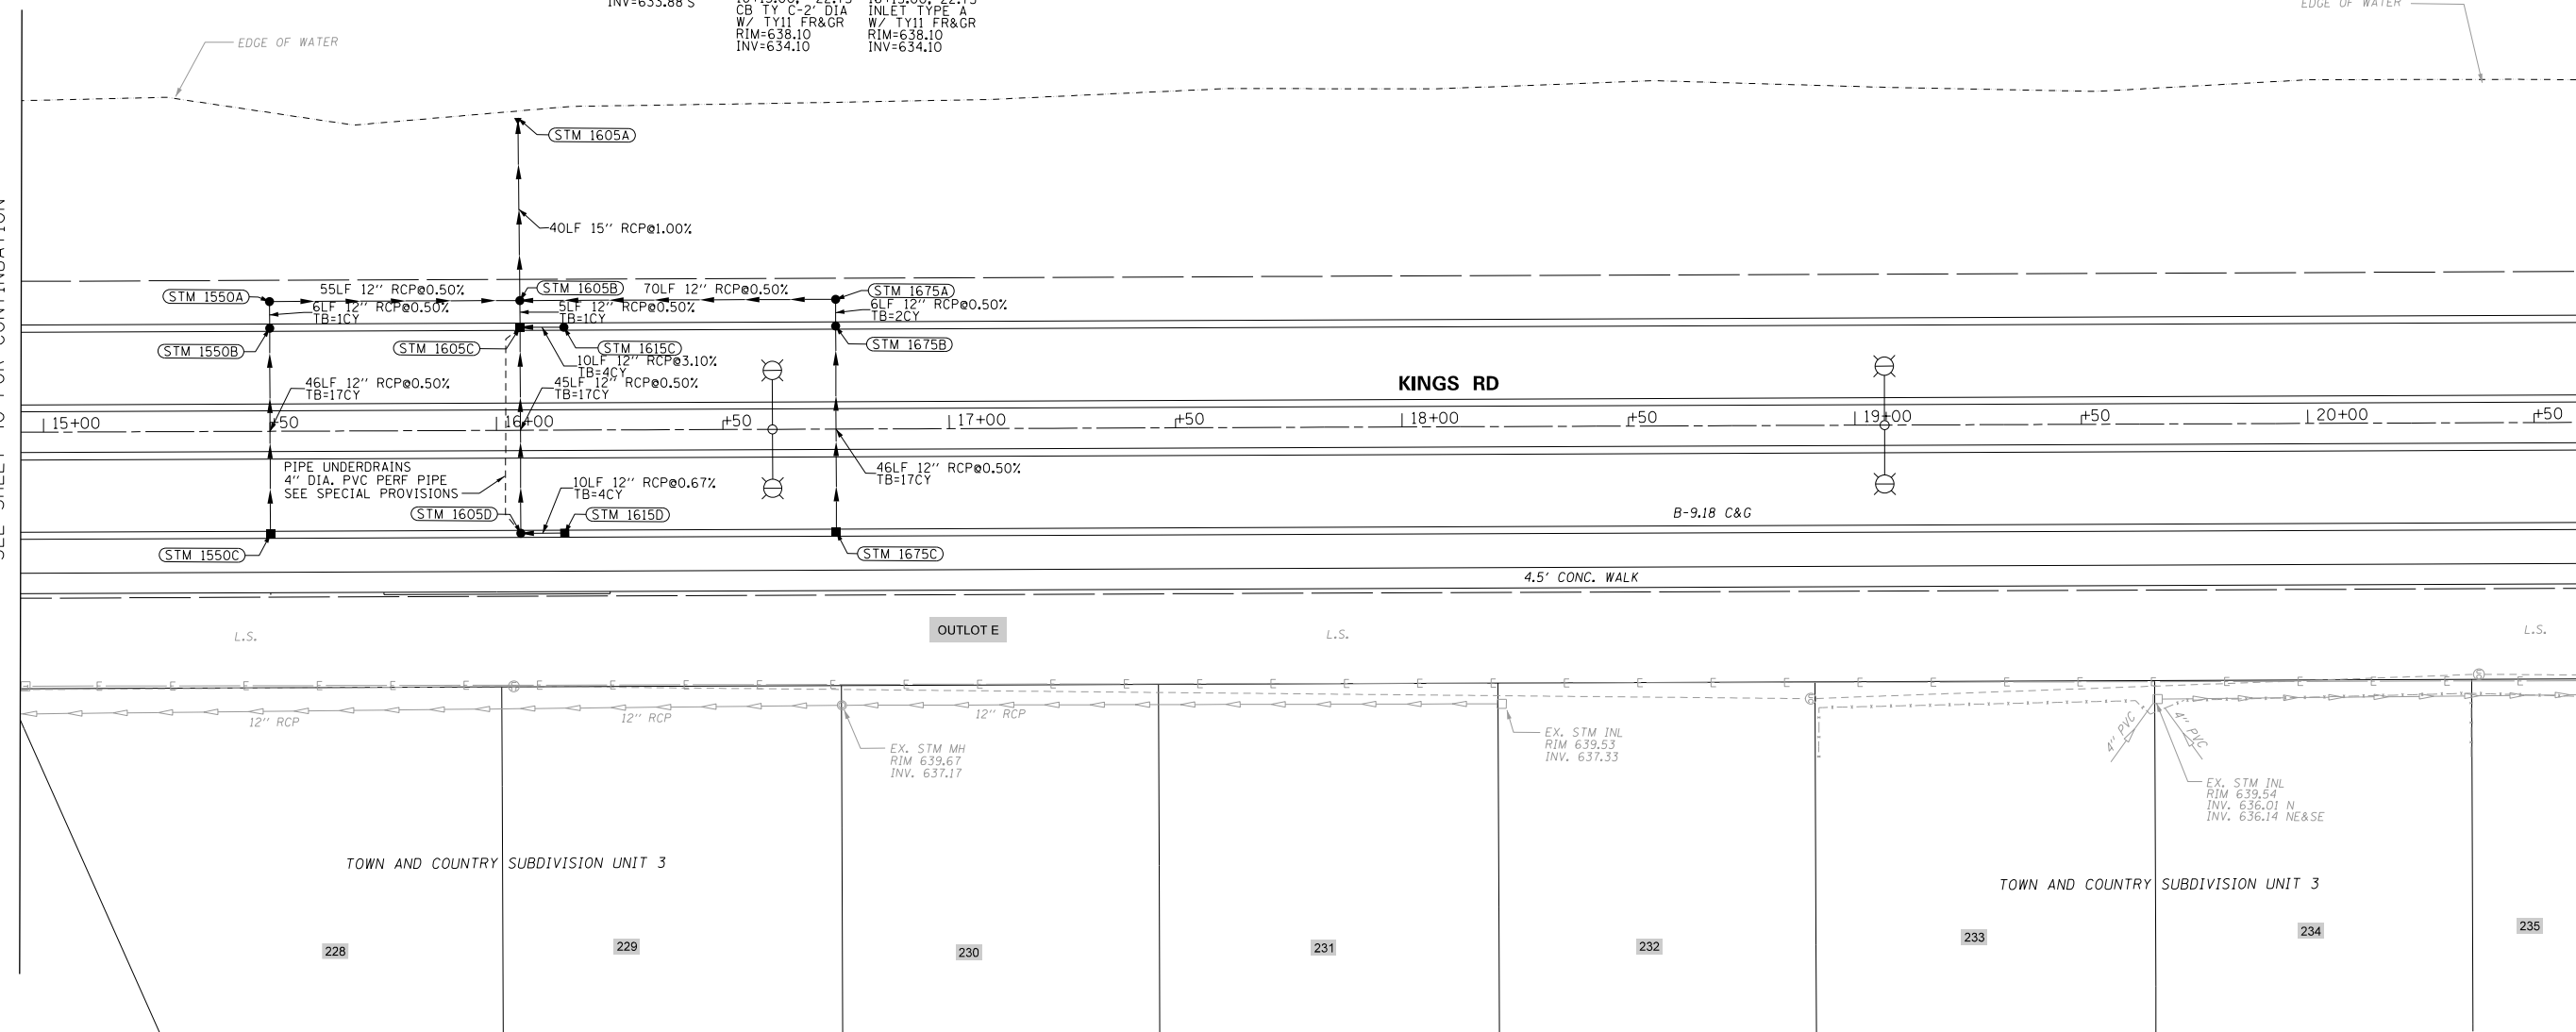 INV=633.88 S
CB TY C-2' DIA
W/ TY11 FR&GR
RIM=638.10
INV=634.10
INLET TYPE A
W/ TY11 FR&GR
RIM=638.10
INV=634.10
EDGE OF WATER
EDGE OF WATER
STM 1605A
40LF 15'' RCP@1.00%
STM 1550A
55LF 12'' RCP@0.50%
6LF 12'' RCP@0.50%
TB=1CY
STM 1605B
70LF 12'' RCP@0.50%
5LF 12'' RCP@0.50%
TB=1CY
STM 1675A
6LF 12'' RCP@0.50%
TB=2CY
STM 1550B
STM 1605C
STM 1615C
10LF 12'' RCP@3.10%
TB=4CY
STM 1675B
46LF 12'' RCP@0.50%
TB=17CY
45LF 12'' RCP@0.50%
TB=17CY
KINGS RD
15+00
+50
16+00
+50
17+00
+50
18+00
+50
19+00
+50
20+00
+50
PIPE UNDERDRAINS
4'' DIA. PVC PERF PIPE
SEE SPECIAL PROVISIONS
10LF 12'' RCP@0.67%
TB=4CY
46LF 12'' RCP@0.50%
TB=17CY
STM 1605D
STM 1615D
B-9.18 C&G
STM 1550C
STM 1675C
4.5' CONC. WALK
L.S.
OUTLOT E
L.S.
L.S.
E E E E E E E E E E E E E E E E E E E E E E E E E E E E E E E E E
12'' RCP
12'' RCP
12'' RCP
EX. STM MH
RIM 639.67
INV. 637.17
EX. STM INL
RIM 639.53
INV. 637.33
4'' PVC
4'' PVC
EX. STM INL
RIM 639.54
INV. 636.01 N
INV. 636.14 NE&SE
TOWN AND COUNTRY SUBDIVISION UNIT 3
TOWN AND COUNTRY SUBDIVISION UNIT 3
228
229
230
231
232
233
234
235